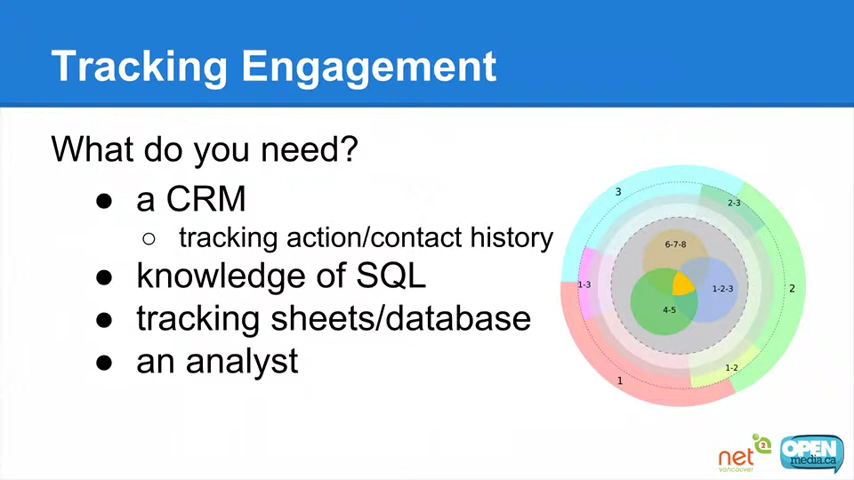 Tracking Engagement
What do you need?
● a CRM
○ tracking action/contact history
● knowledge of SQL
● tracking sheets/database
● an analyst
3
2-3
6-7-8
1-3
1-2-3
2
4-5
1-2
1
net 2
vancouver
OPEN
media.ca